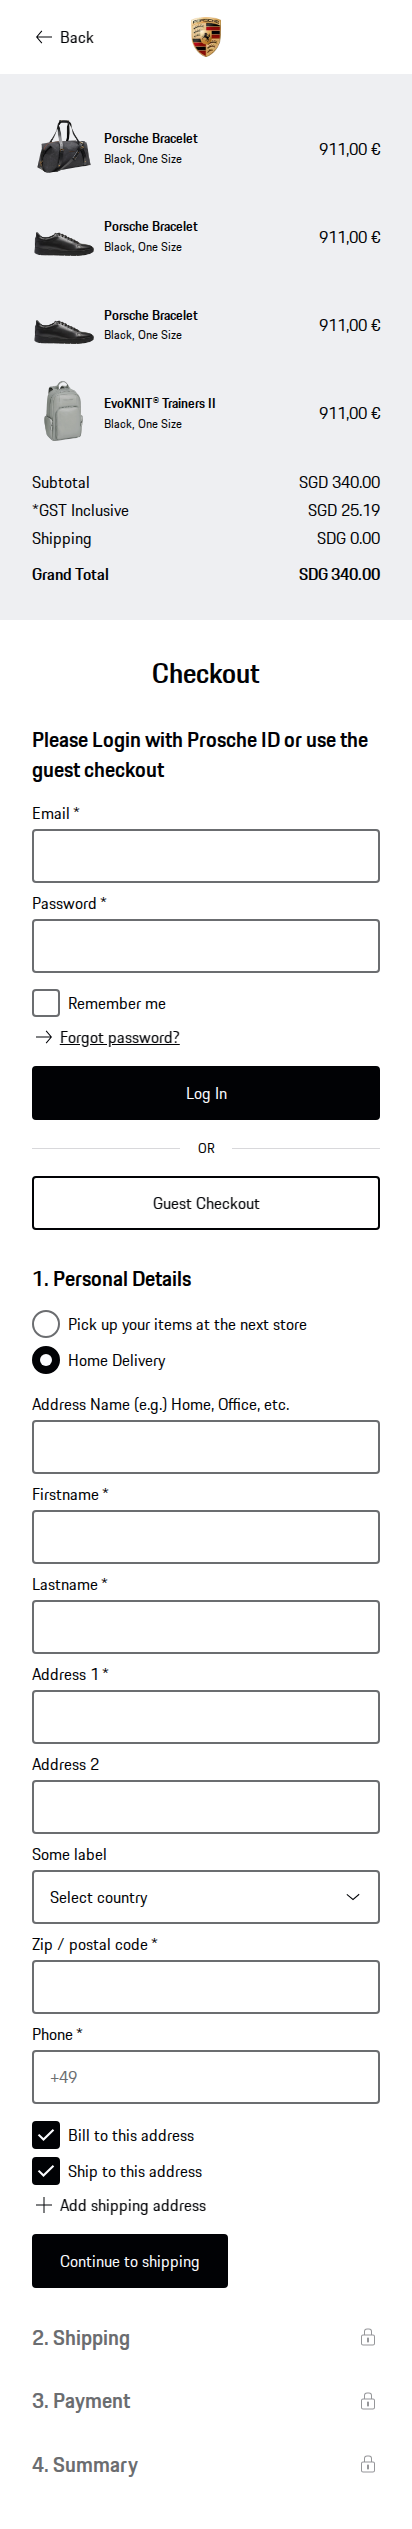 Back
Porsche Bracelet
Black, One Size
911,00 €
Porsche Bracelet
Black, One Size
911,00 €
Porsche Bracelet
Black, One Size
911,00 €
EvoKNIT® Trainers II
Black, One Size
911,00 €
Subtotal SGD 340.00
*GST Inclusive SGD 25.19
Shipping SDG 0.00
Grand Total SDG 340.00
Checkout
Please Login with Prosche ID or use the
guest checkout
Email *
Password *
Remember me
Forgot password?
Log In
OR
Guest Checkout
1. Personal Details
Pick up your items at the next store
Home Delivery
Address Name (e.g.) Home, Office, etc.
Firstname *
Lastname *
Address 1 *
Address 2
Some label
Select country
Zip / postal code *
Phone *
+49
Bill to this address
Ship to this address
Add shipping address
Continue to shipping
2. Shipping
3. Payment
4. Summary